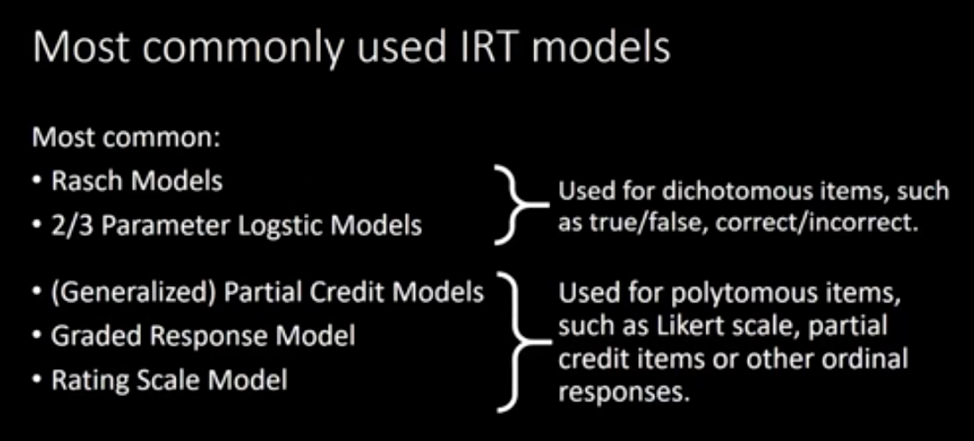 Most commonly used IRT models
Most common:
• Rasch Models
• 2/3 Parameter Logstic Models
Used for dichotomous items, such
as true/false, correct/incorrect.
• (Generalized) Partial Credit Models
• Graded Response Model
• Rating Scale Model
Used for polytomous items,
such as Likert scale, partial
credit items or other ordinal
responses.